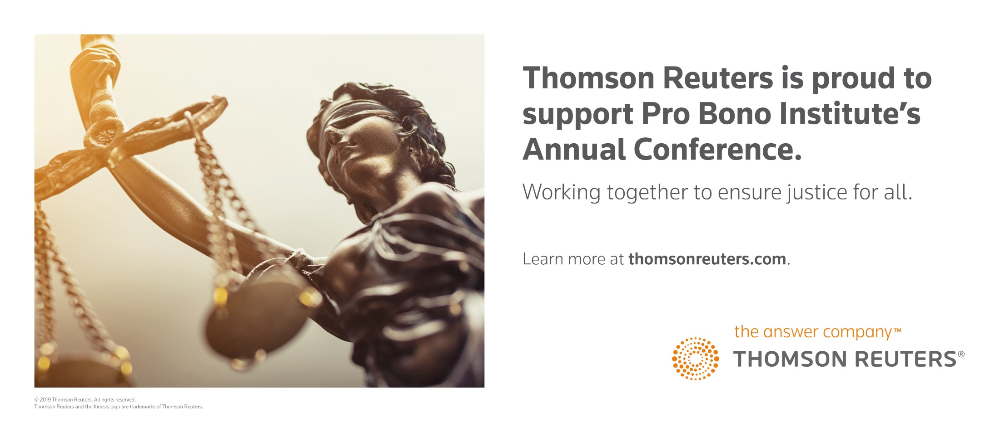 Thomson Reuters is proud to
support Pro Bono Institute’s
Annual Conference.
Working together to ensure justice for all.
Learn more at thomsonreuters.com.
the answer company™
THOMSON REUTERS®
© 2019 Thomson Reuters. All rights reserved.
Thomson Reuters and the Kinesis logo are trademarks of Thomson Reuters.